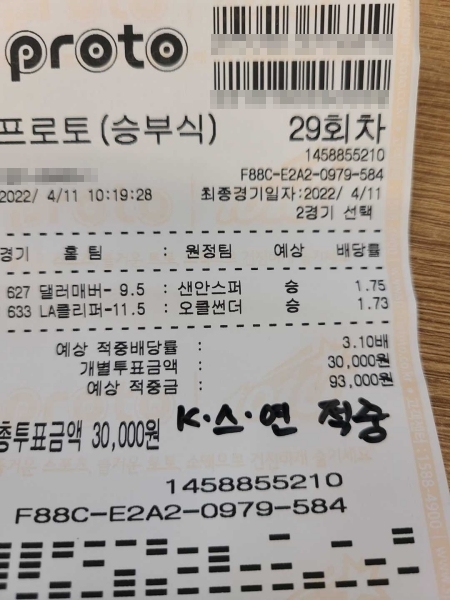 proto
프로토(승부식) 29회차
1458855210
F88C-E2A2-0979-584
2022/ 4/11 10:19:28 최종경기일자:2022/ 4/11
2경기 선택
경기 홈 팀 : 원정팀 예상 배당률
627 댈러매버- 9.5 : 샌안스퍼 승 1.75
633 LA클리퍼-11.5 : 오클썬더 승 1.73
예상 적중배당률 : 3.10배
개별투표금액 : 30,000원
예상 적중금 : 93,000원
총투표금액 30,000원 K·스·연 적중
1458855210
F88C-E2A2-0979-584